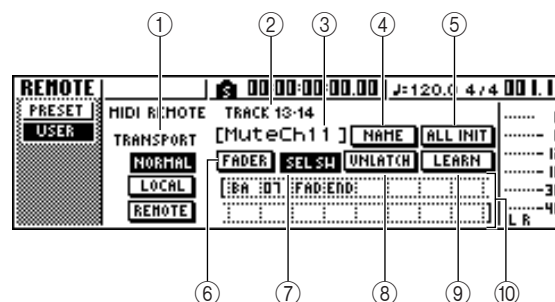 ① ② ③ ④ ⑤
REMOTE S 00:00:00:00.00 ♩=120.0 4/4 001.1
PRESET MIDI REMOTE TRACK 13-14
USER TRANSPORT [MuteCh11 ] NAME ALL INIT
NORMAL FADER SEL SW UNLATCH LEARN
LOCAL [BA 07 FAD END
REMOTE ]
L R
⑥ ⑦ ⑧ ⑨ ⑩